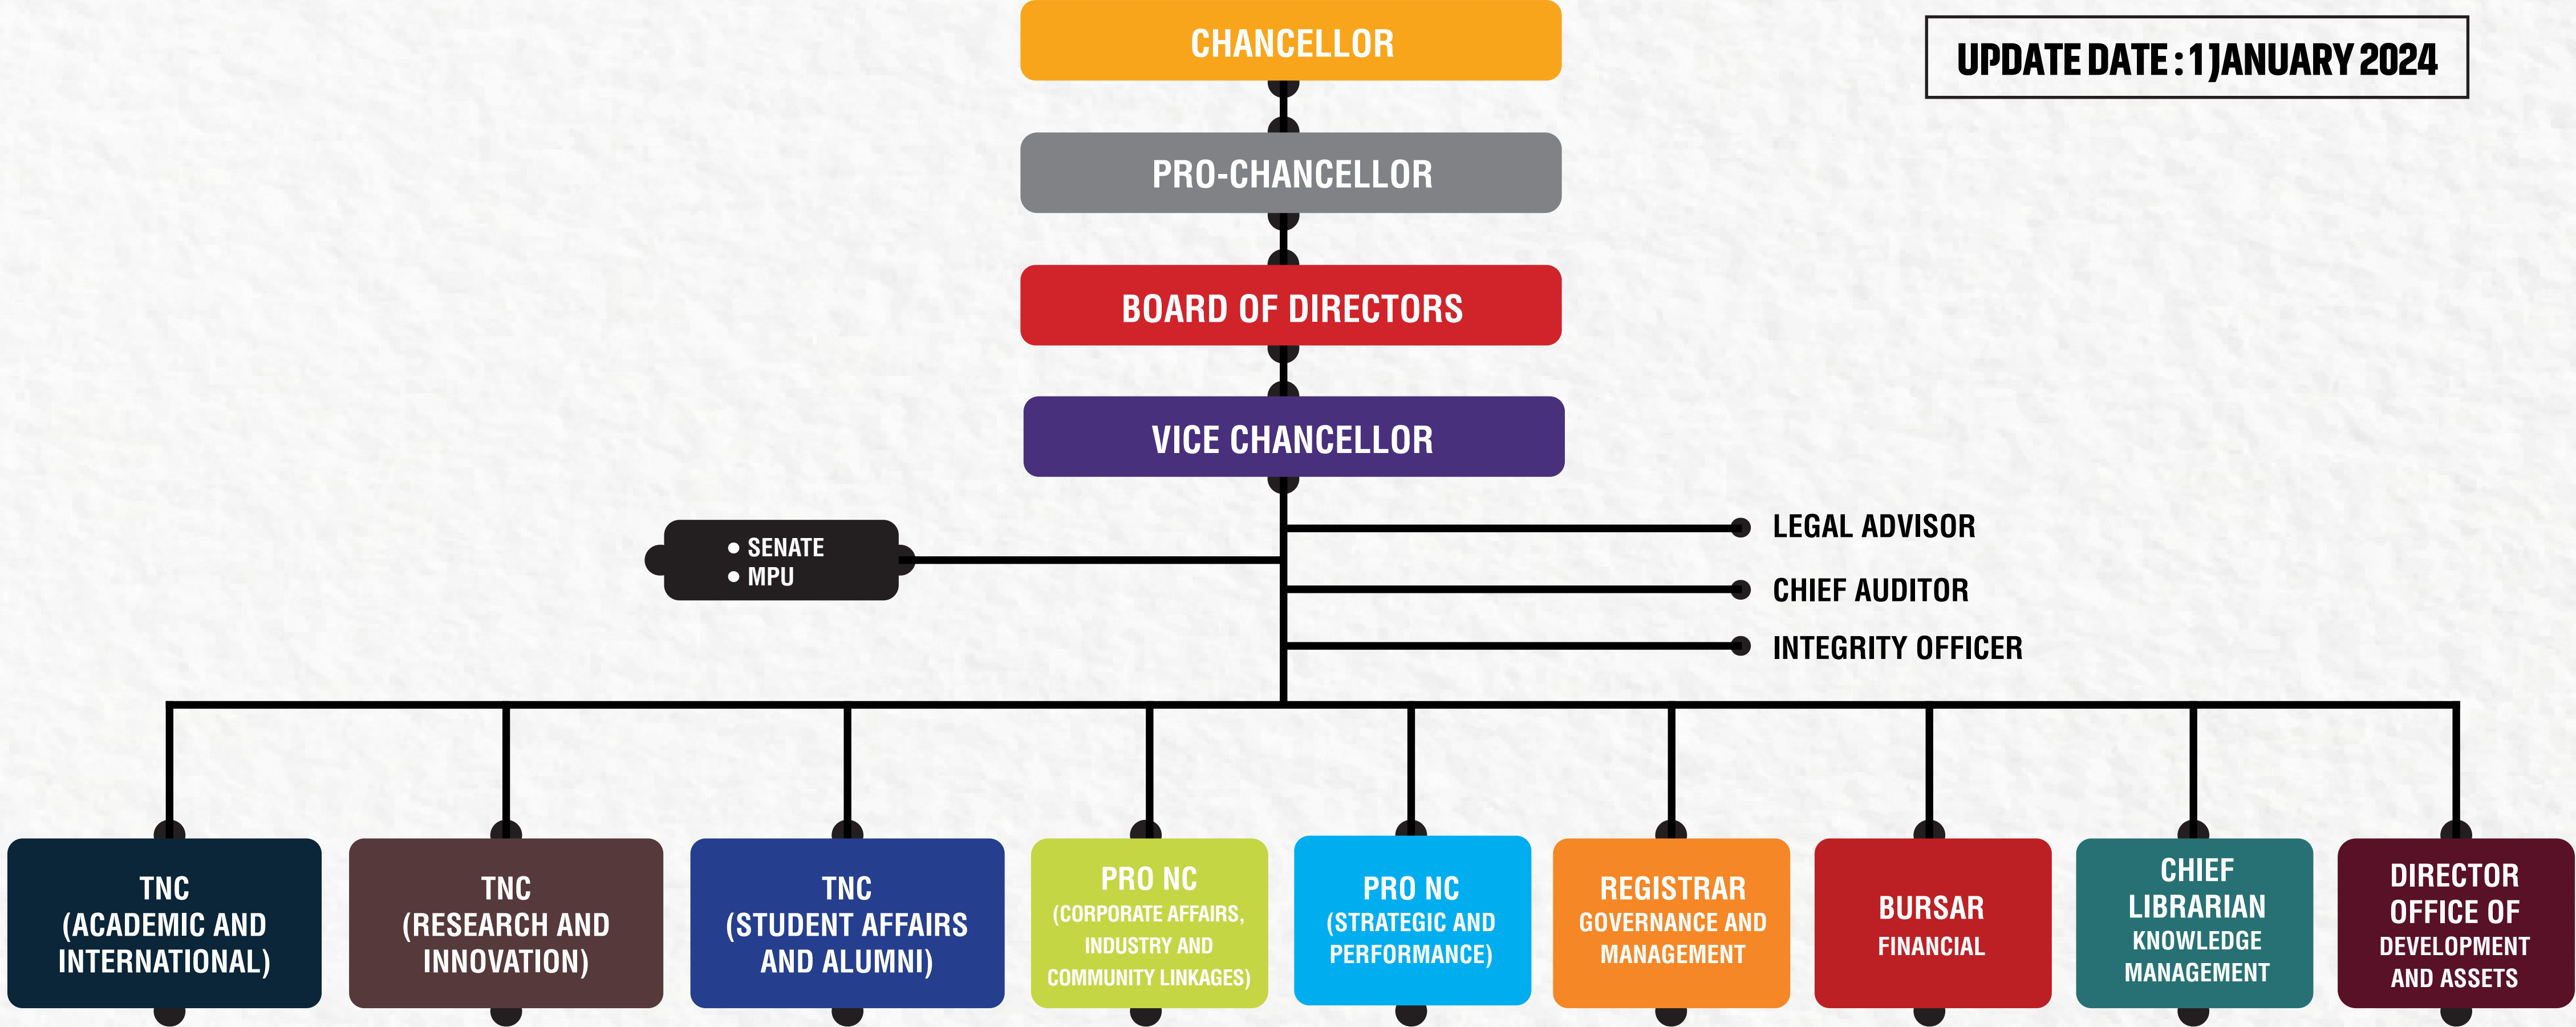 CHANCELLOR
UPDATE DATE : 1 JANUARY 2024
PRO-CHANCELLOR
BOARD OF DIRECTORS
VICE CHANCELLOR
• SENATE
• MPU
LEGAL ADVISOR
CHIEF AUDITOR
INTEGRITY OFFICER
TNC
(ACADEMIC AND
INTERNATIONAL)
TNC
(RESEARCH AND
INNOVATION)
TNC
(STUDENT AFFAIRS
AND ALUMNI)
PRO NC
(CORPORATE AFFAIRS,
INDUSTRY AND
COMMUNITY LINKAGES)
PRO NC
(STRATEGIC AND
PERFORMANCE)
REGISTRAR
GOVERNANCE AND
MANAGEMENT
BURSAR
FINANCIAL
CHIEF
LIBRARIAN
KNOWLEDGE
MANAGEMENT
DIRECTOR
OFFICE OF
DEVELOPMENT
AND ASSETS